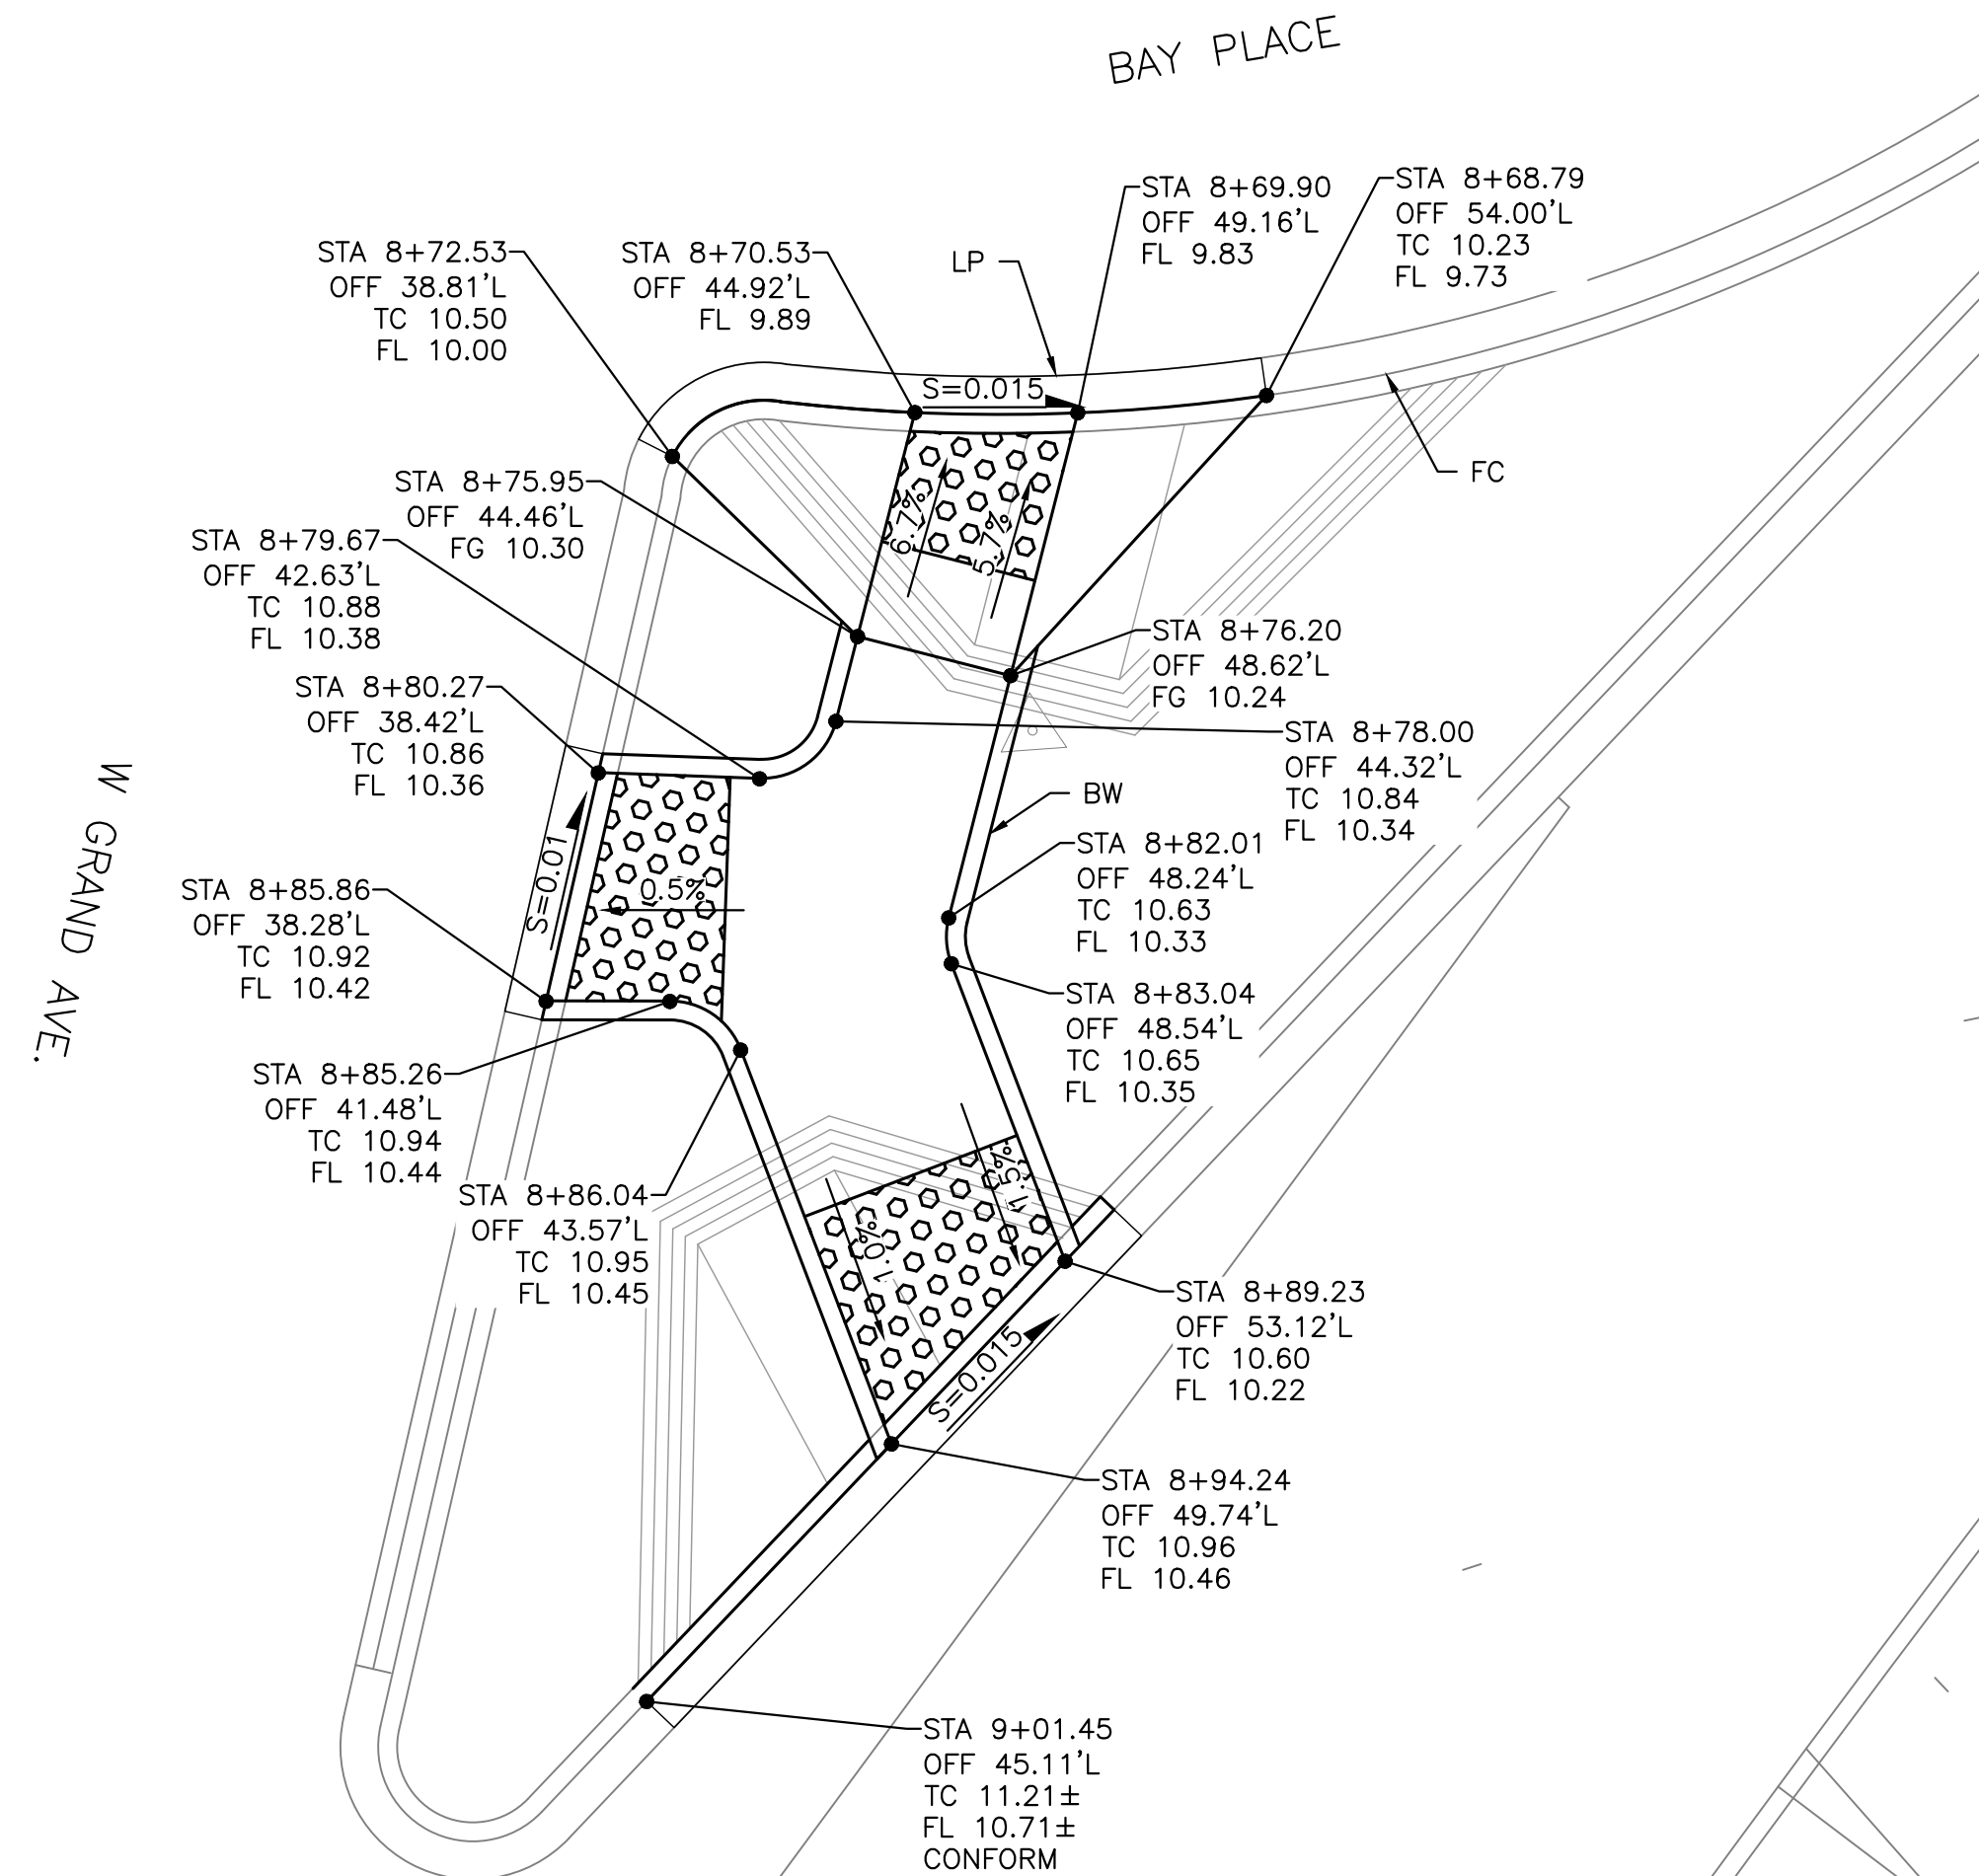 BAY PLACE
STA 8+68.79
OFF 54.00'L
TC 10.23
FL 9.73
STA 8+69.90
OFF 49.16'L
FL 9.83
LP
STA 8+70.53
OFF 44.92'L
FL 9.89
STA 8+72.53
OFF 38.81'L
TC 10.50
FL 10.00
S=0.015
FC
STA 8+75.95
OFF 44.46'L
FG 10.30
6.7%
5.7%
STA 8+79.67
OFF 42.63'L
TC 10.88
FL 10.38
STA 8+76.20
OFF 48.62'L
FG 10.24
STA 8+80.27
OFF 38.42'L
TC 10.86
FL 10.36
STA 8+78.00
OFF 44.32'L
TC 10.84
FL 10.34
W GRAND AVE.
BW
S=0.01
0.5%
STA 8+82.01
OFF 48.24'L
TC 10.63
FL 10.33
STA 8+85.86
OFF 38.28'L
TC 10.92
FL 10.42
STA 8+83.04
OFF 48.54'L
TC 10.65
FL 10.35
STA 8+85.26
OFF 41.48'L
TC 10.94
FL 10.44
1.5%
STA 8+86.04
OFF 43.57'L
TC 10.95
FL 10.45
1.0%
STA 8+89.23
OFF 53.12'L
TC 10.60
FL 10.22
S=0.015
STA 8+94.24
OFF 49.74'L
TC 10.96
FL 10.46
STA 9+01.45
OFF 45.11'L
TC 11.21±
FL 10.71±
CONFORM